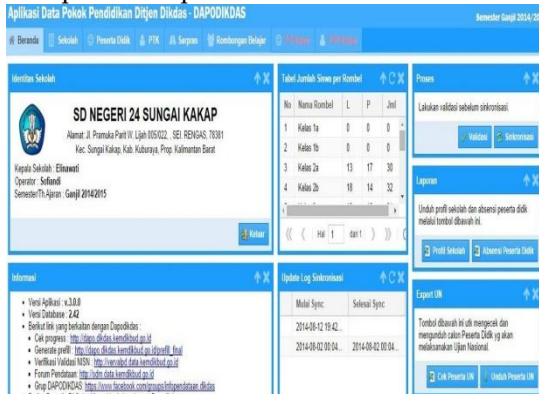 Aplikasi Data Pokok Pendidikan Ditjen Dikdas - DAPODIKDAS
Semester Ganjil 2014/20
Beranda Sekolah Peserta Didik PTK Sarpras Rombongan Belajar
Identitas Sekolah
SD NEGERI 24 SUNGAI KAKAP
Alamat: Jl. Pramuka Parit W. Lijah 005/022, , SEI. RENGAS, 78381
Kec. Sungai Kakap, Kab. Kuburaya, Prop. Kalimantan Barat
Kepala Sekolah : Elinawati
Operator : Sofiandi
Semester/Th.Ajaran : Ganjil 2014/2015
Keluar
Tabel Jumlah Siswa per Rombel
No Nama Rombel L P Jml
1 Kelas 1a 0 0 0
2 Kelas 1b 0 0 0
3 Kelas 2a 13 17 30
4 Kelas 2b 18 14 32
Hal 1 dari 1
Proses
Lakukan validasi sebelum sinkronisasi.
Validasi Sinkronisasi
Laporan
Unduh profil sekolah dan absensi peserta didik
melalui tombol dibawah ini.
Profil Sekolah Absensi Peserta Didik
Informasi
Versi Aplikasi : v.3.0.0
Versi Database : 2.42
Berikut link yang berkaitan dengan Dapodikdas :
Cek progress : http://dapo.dikdas.kemdikbud.go.id
Generate prefill : http://dapo.dikdas.kemdikbud.go.id/prefill_final
Verifikasi Validasi NISN : http://vervalpd.data.kemdikbud.go.id
Forum Pendataan : http://sdm.data.kemdikbud.go.id
Grup DAPODIKDAS : https://www.facebook.com/groups/infopendataan.dikdas
Update Log Sinkronisasi
Mulai Sync Selesai Sync
2014-08-12 19:42...
2014-08-02 00:04... 2014-08-02 00:04...
Export UN
Tombol dibawah ini utk mengecek dan
mengunduh calon Peserta Didik yg akan
melaksanakan Ujian Nasional.
Cek Peserta UN Unduh Peserta UN